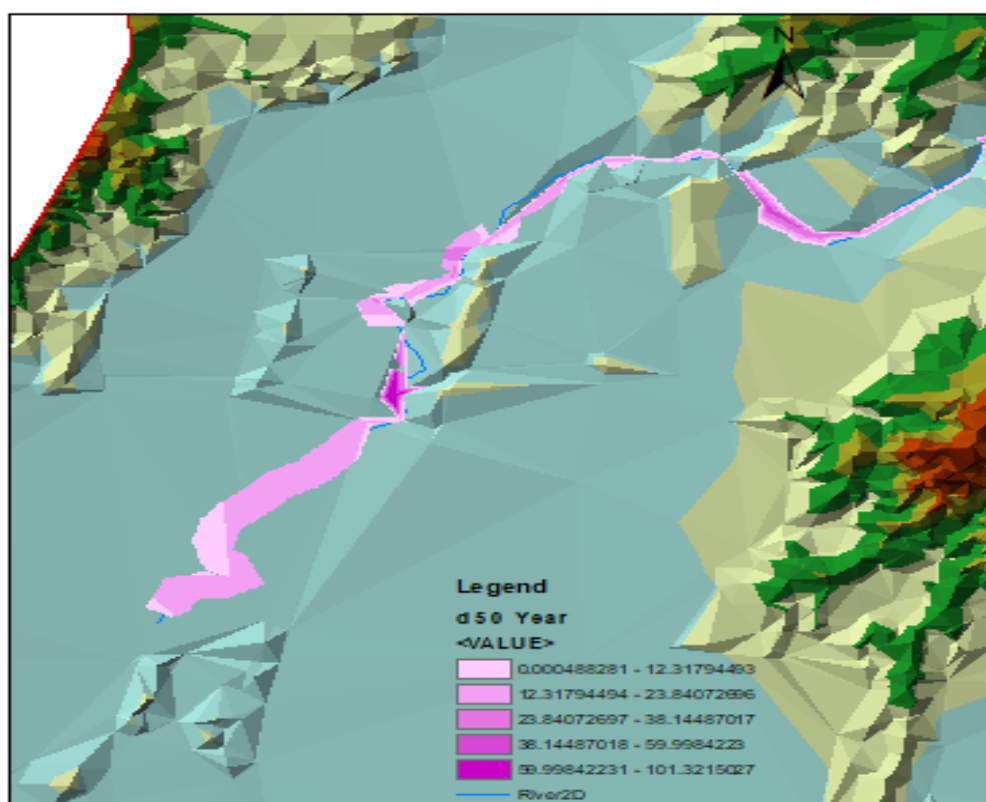 N
Legend
d50 Year
<VALUE>
0.000488281 - 12.31794493
12.31794494 - 23.84072696
23.84072697 - 38.14487017
38.14487018 - 59.9984223
59.99842231 - 101.3215027
River2D